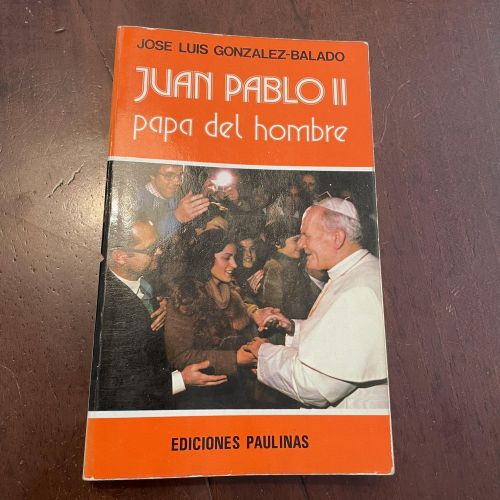 JOSE LUIS GONZALEZ-BALADO
JUAN PABLO II
papa del hombre
EDICIONES PAULINAS